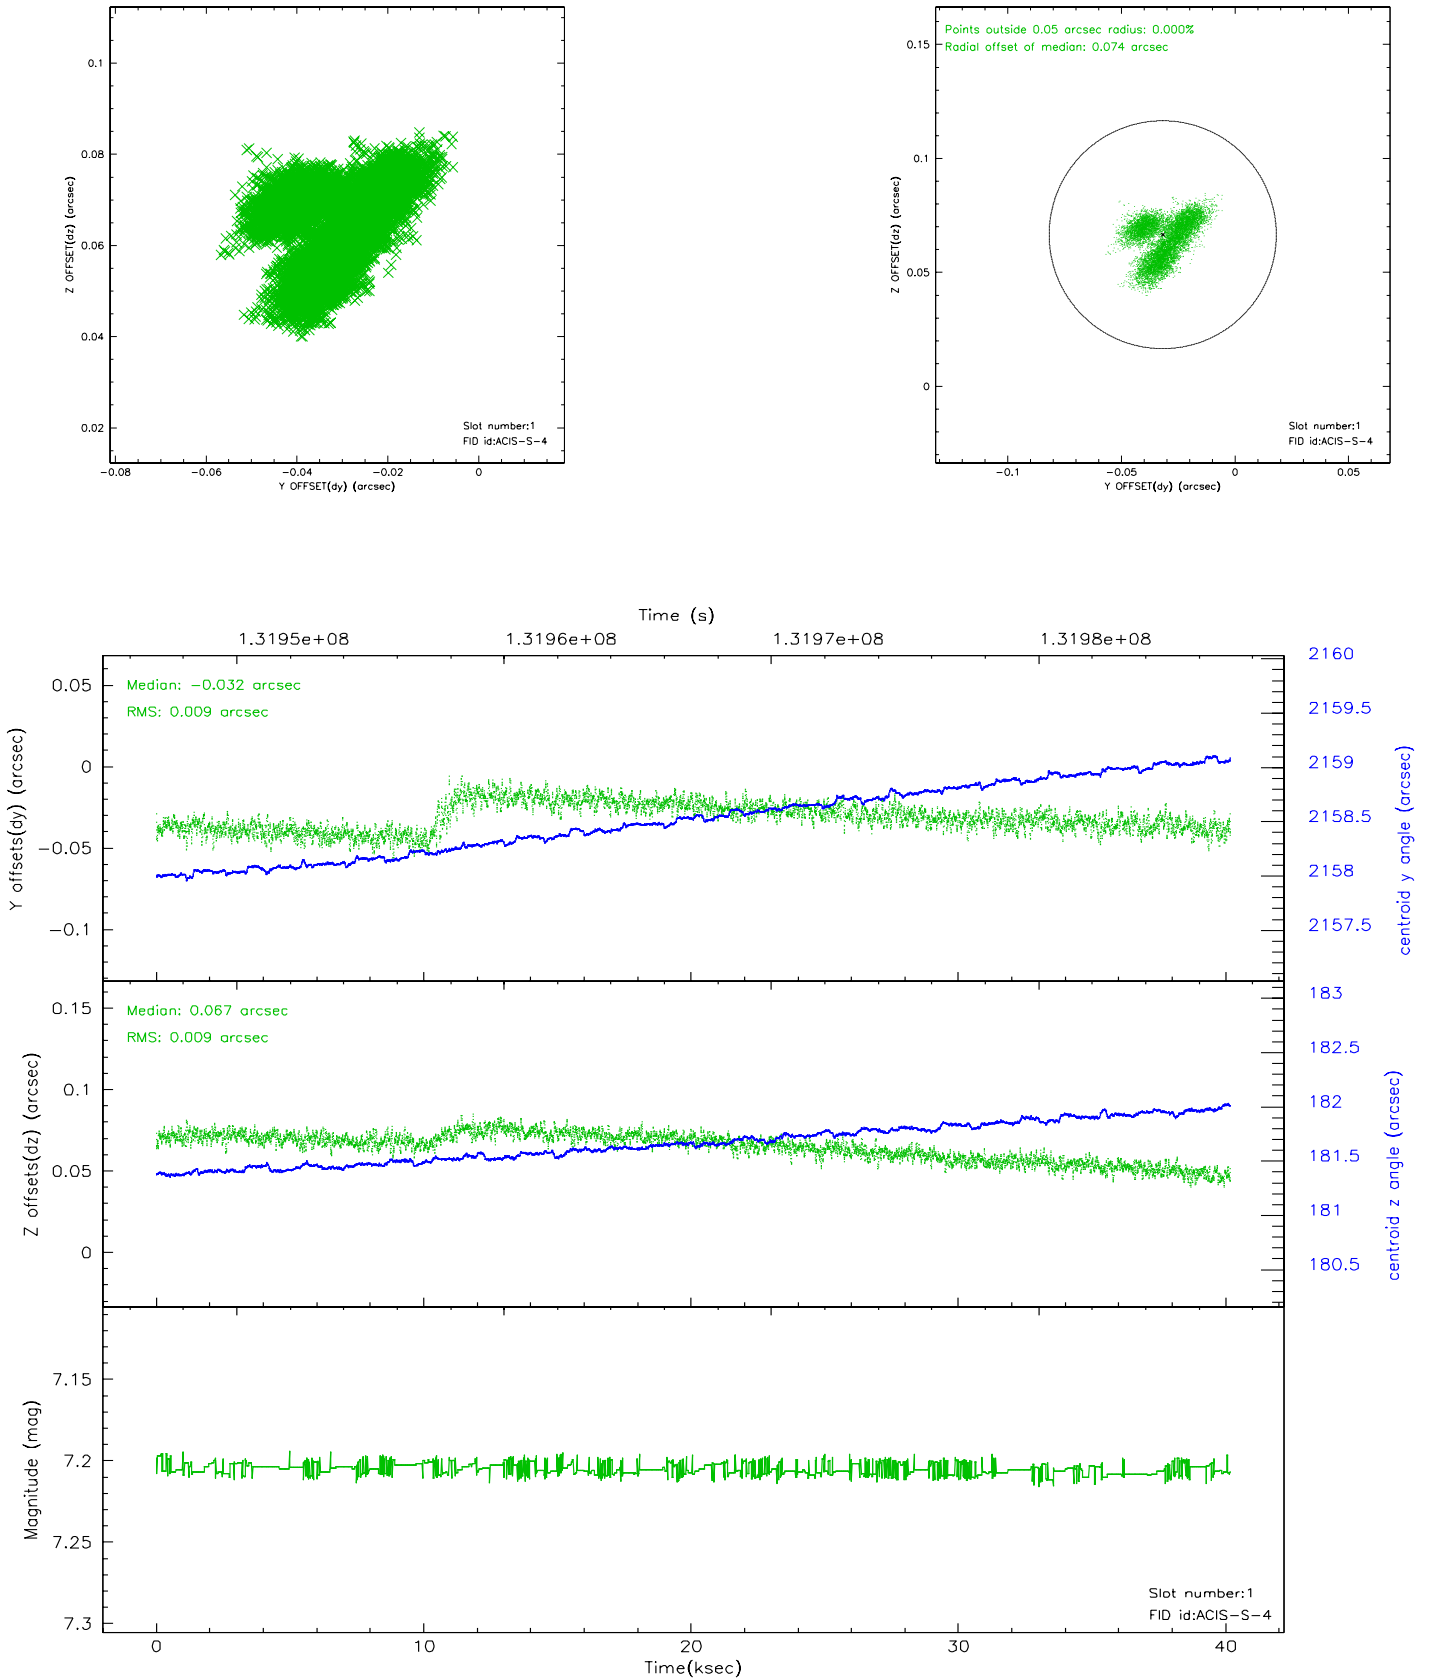 0.1
0.08
0.06
0.04
0.02
Z OFFSET(dz) (arcsec)
Slot number:1
FID id:ACIS-S-4
-0.08 -0.06 -0.04 -0.02 0
Y OFFSET(dy) (arcsec)
Points outside 0.05 arcsec radius: 0.000%
Radial offset of median: 0.074 arcsec
0.15
0.1
0.05
0
Z OFFSET(dz) (arcsec)
Slot number:1
FID id:ACIS-S-4
-0.1 -0.05 0 0.05
Y OFFSET(dy) (arcsec)
Time (s)
1.3195e+08 1.3196e+08 1.3197e+08 1.3198e+08
Median: -0.032 arcsec
RMS: 0.009 arcsec
0.05
0
-0.05
-0.1
Y offsets(dy) (arcsec)
2160
2159.5
2159
2158.5
2158
2157.5
centroid y angle (arcsec)
Median: 0.067 arcsec
RMS: 0.009 arcsec
0.15
0.1
0.05
0
Z offsets(dz) (arcsec)
183
182.5
182
181.5
181
180.5
centroid z angle (arcsec)
7.15
7.2
7.25
7.3
Magnitude (mag)
Slot number:1
FID id:ACIS-S-4
0 10 20 30 40
Time(ksec)